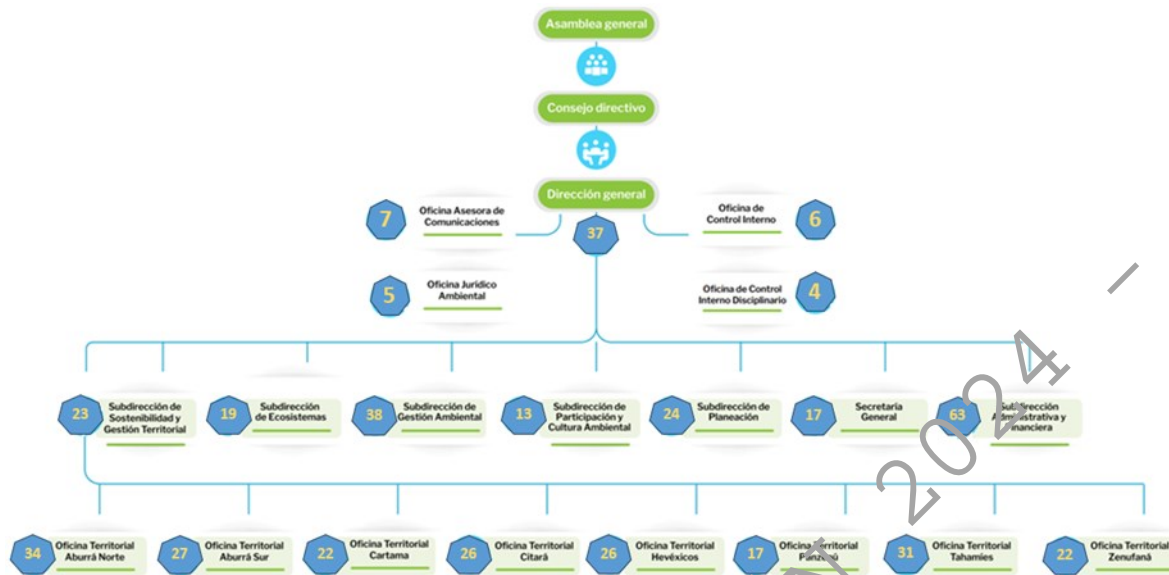 Asamblea general
Consejo directivo
Dirección general
37
7
Oficina Asesora de
Comunicaciones
Oficina de
Control Interno
6
5
Oficina Jurídico
Ambiental
Oficina de Control
Interno Disciplinario
4
23
Subdirección de
Sostenibilidad y
Gestión Territorial
19
Subdirección
de Ecosistemas
38
Subdirección de
Gestión Ambiental
13
Subdirección de
Participación y
Cultura Ambiental
24
Subdirección de
Planeación
17
Secretaría
General
63
Subdirección
Administrativa y
Financiera
34
Oficina Territorial
Aburrá Norte
27
Oficina Territorial
Aburrá Sur
22
Oficina Territorial
Cartama
26
Oficina Territorial
Citará
26
Oficina Territorial
Hevéxicos
17
Oficina Territorial
Panzenú
31
Oficina Territorial
Tahamíes
22
Oficina Territorial
Zenufaná
2024 –